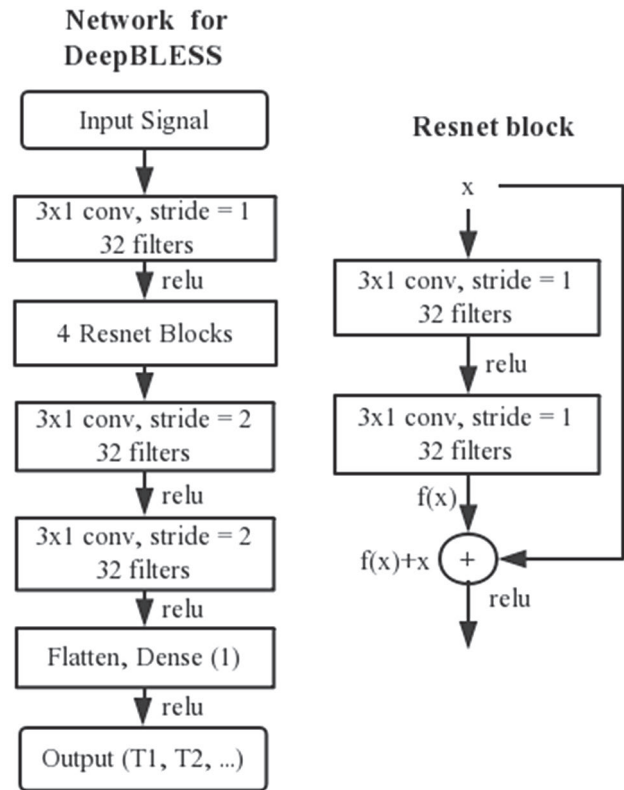 Network for
DeepBLESS
Input Signal
3x1 conv, stride = 1
32 filters
relu
4 Resnet Blocks
3x1 conv, stride = 2
32 filters
relu
3x1 conv, stride = 2
32 filters
relu
Flatten, Dense (1)
relu
Output (T1, T2, ...)
Resnet block
x
3x1 conv, stride = 1
32 filters
relu
3x1 conv, stride = 1
32 filters
f(x)
f(x)+x
+
relu